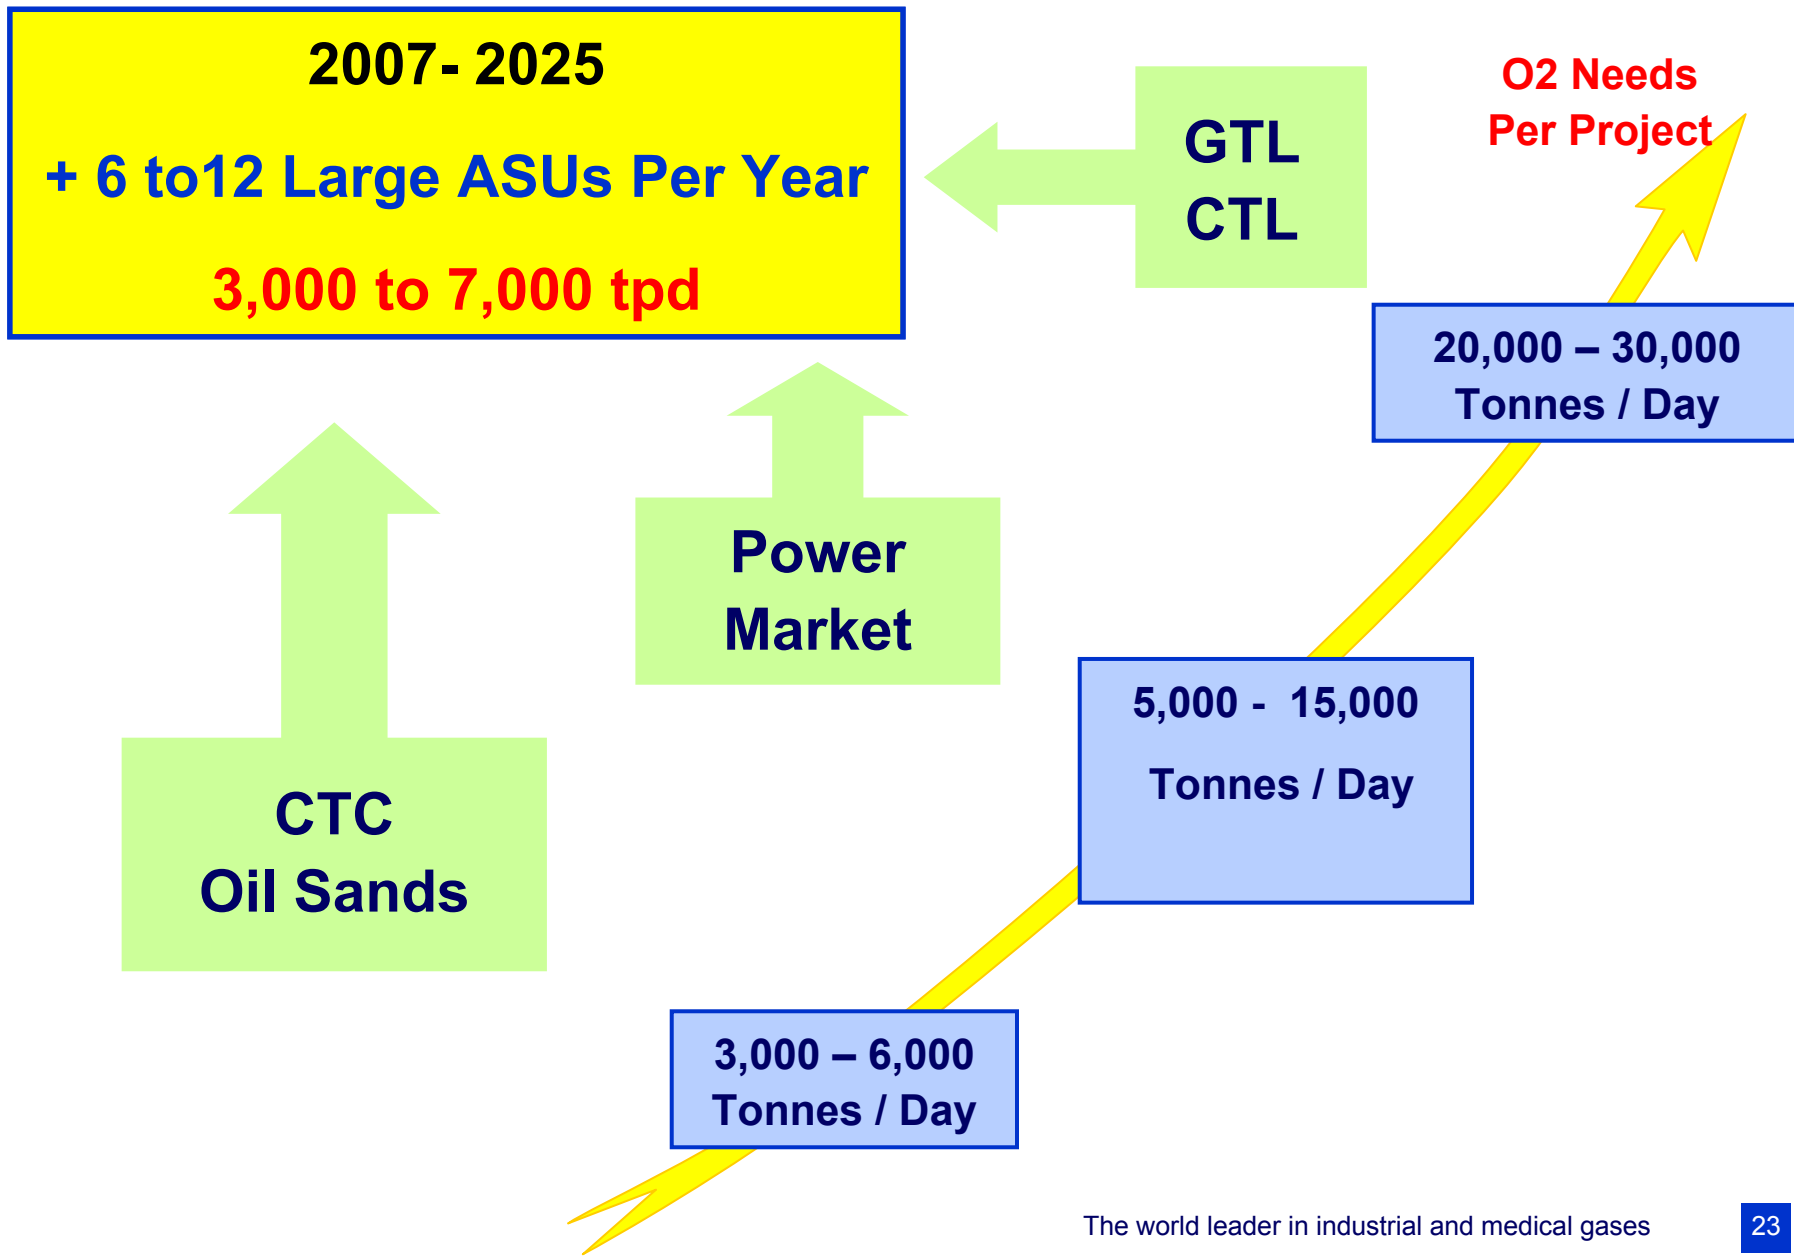 2007- 2025
+ 6 to12 Large ASUs Per Year
3,000 to 7,000 tpd
GTL
CTL
O2 Needs
Per Project
20,000 – 30,000
Tonnes / Day
Power
Market
5,000 - 15,000
Tonnes / Day
CTC
Oil Sands
3,000 – 6,000
Tonnes / Day
The world leader in industrial and medical gases
23